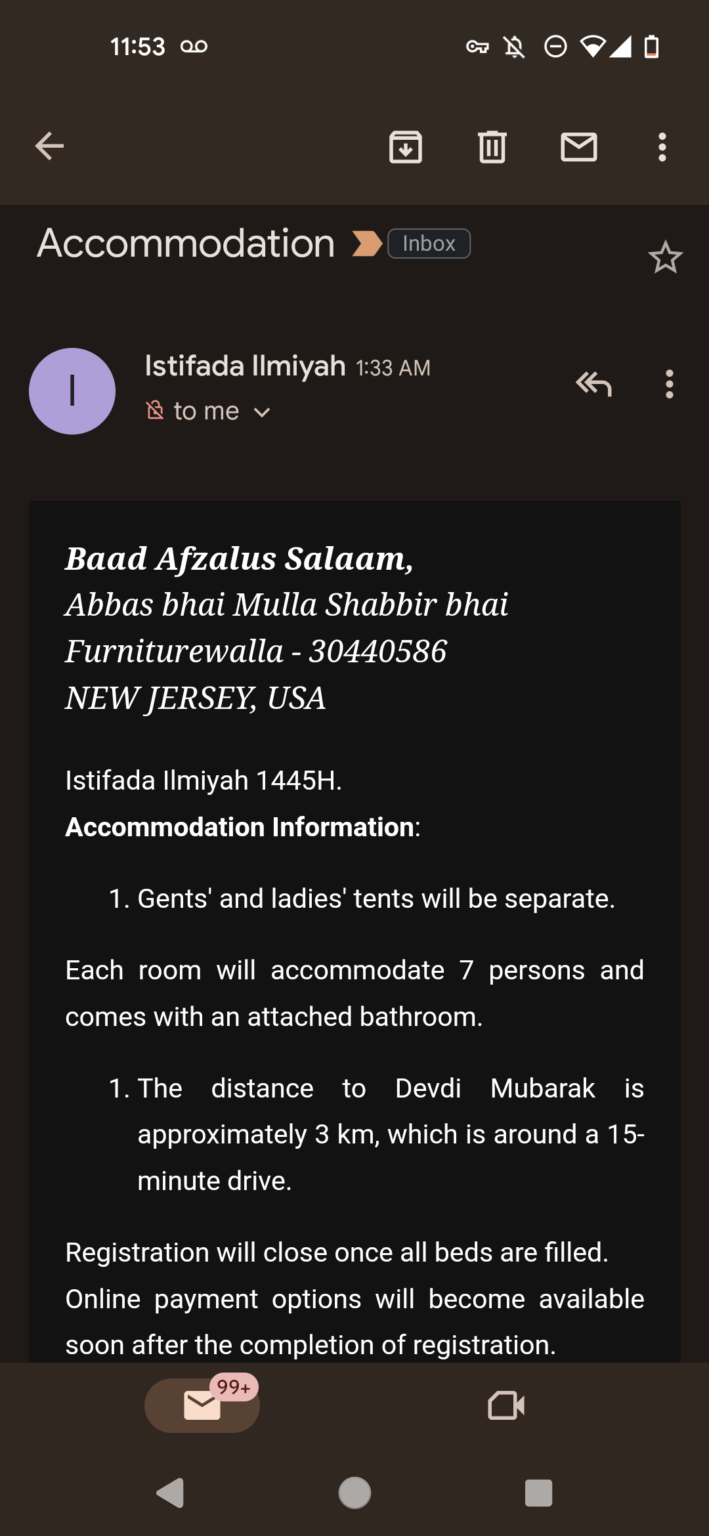 11:53
Accommodation Inbox
I
Istifada Ilmiyah 1:33 AM
to me
Baad Afzalus Salaam,
Abbas bhai Mulla Shabbir bhai
Furniturewalla - 30440586
NEW JERSEY, USA
Istifada Ilmiyah 1445H.
Accommodation Information:
1. Gents' and ladies' tents will be separate.
Each room will accommodate 7 persons and
comes with an attached bathroom.
1. The distance to Devdi Mubarak is
approximately 3 km, which is around a 15-
minute drive.
Registration will close once all beds are filled.
Online payment options will become available
soon after the completion of registration.
99+